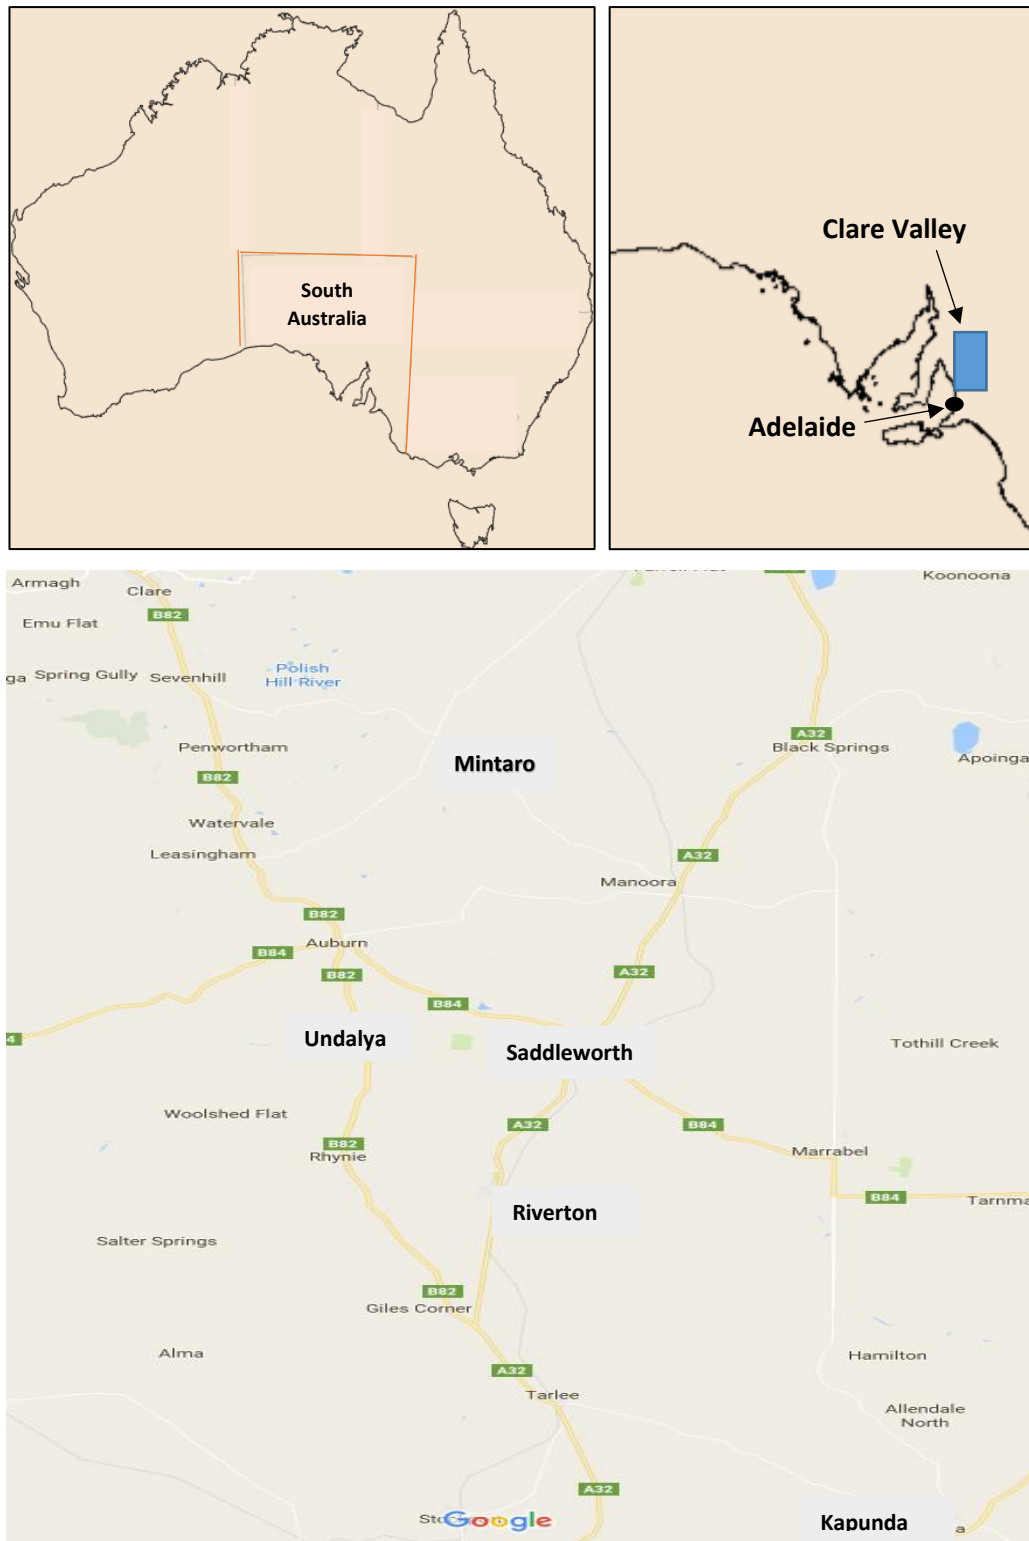 South
Australia
Clare Valley
Adelaide
Armagh
Clare
Koonoona
B82
Emu Flat
ga
Spring Gully
Sevenhill
Polish
Hill River
A32
Penwortham
Black Springs
Mintaro
Apoinga
B82
Watervale
Leasingham
A32
Manoora
B82
Auburn
B84
B82
A32
B84
Undalya
Saddleworth
4
Tothill Creek
Woolshed Flat
A32
B84
B82
Rhynie
Marrabel
B84
Tarnma
Riverton
Salter Springs
B82
Giles Corner
Alma
Hamilton
A32
Tarlee
Allendale
North
A32
Google
Kapunda
a